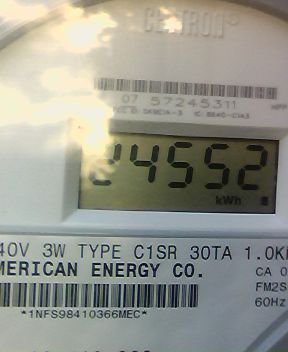 CENTRON®
07 57245311
24552
kWh
40V 3W TYPE C1SR 30TA 1.0K
MERICAN ENERGY CO.
CA 0
FM2S
60Hz
*1NFS98410366MEC*